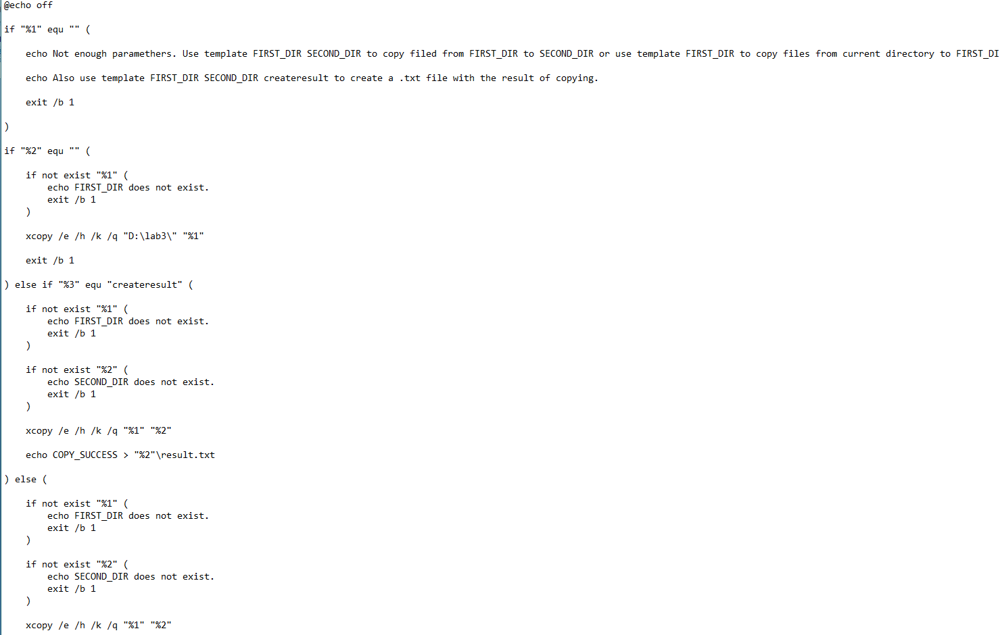 @echo off
if "%1" equ "" (
echo Not enough paramethers. Use template FIRST_DIR SECOND_DIR to copy filed from FIRST_DIR to SECOND_DIR or use template FIRST_DIR to copy files from current directory to FIRST_DI
echo Also use template FIRST_DIR SECOND_DIR createresult to create a .txt file with the result of copying.
exit /b 1
)
if "%2" equ "" (
if not exist "%1" (
echo FIRST_DIR does not exist.
exit /b 1
)
xcopy /e /h /k /q "D:\lab3\" "%1"
exit /b 1
) else if "%3" equ "createresult" (
if not exist "%1" (
echo FIRST_DIR does not exist.
exit /b 1
)
if not exist "%2" (
echo SECOND_DIR does not exist.
exit /b 1
)
xcopy /e /h /k /q "%1" "%2"
echo COPY_SUCCESS > "%2"\result.txt
) else (
if not exist "%1" (
echo FIRST_DIR does not exist.
exit /b 1
)
if not exist "%2" (
echo SECOND_DIR does not exist.
exit /b 1
)
xcopy /e /h /k /q "%1" "%2"